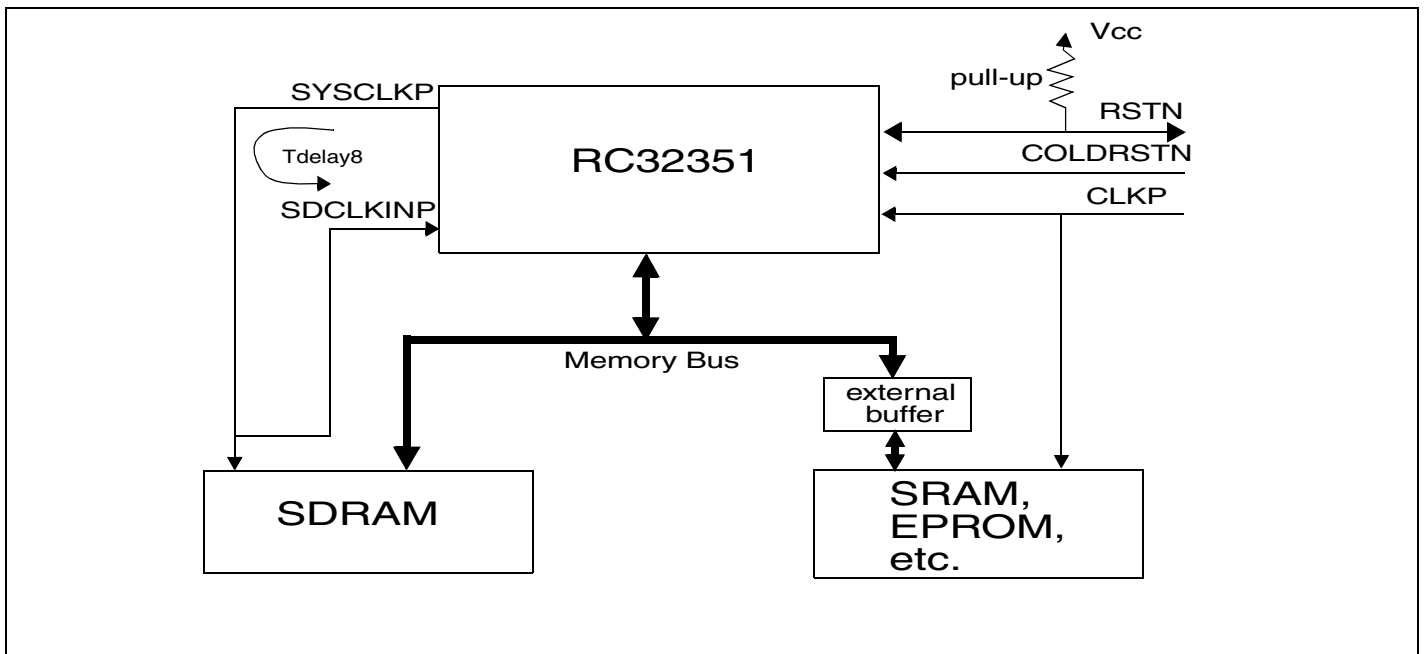 Vcc
pull-up
SYSCLKP
RSTN
Tdelay8
RC32351
COLDRSTN
SDCLKINP
CLKP
Memory Bus
external
buffer
SDRAM
SRAM,
EPROM,
etc.